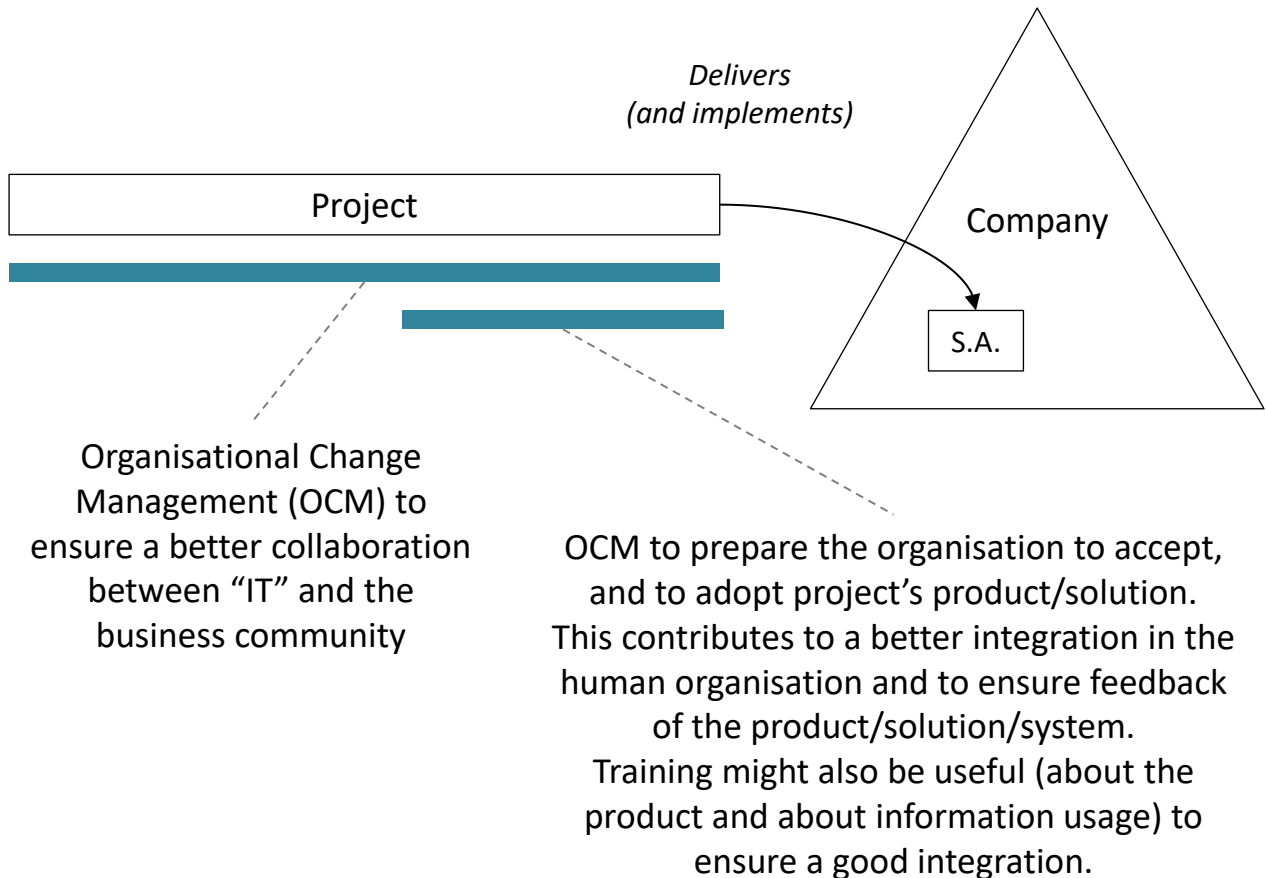 Delivers
(and implements)
Project
Company
S.A.
Organisational Change
Management (OCM) to
ensure a better collaboration
between “IT” and the
business community
OCM to prepare the organisation to accept,
and to adopt project’s product/solution.
This contributes to a better integration in the
human organisation and to ensure feedback
of the product/solution/system.
Training might also be useful (about the
product and about information usage) to
ensure a good integration.